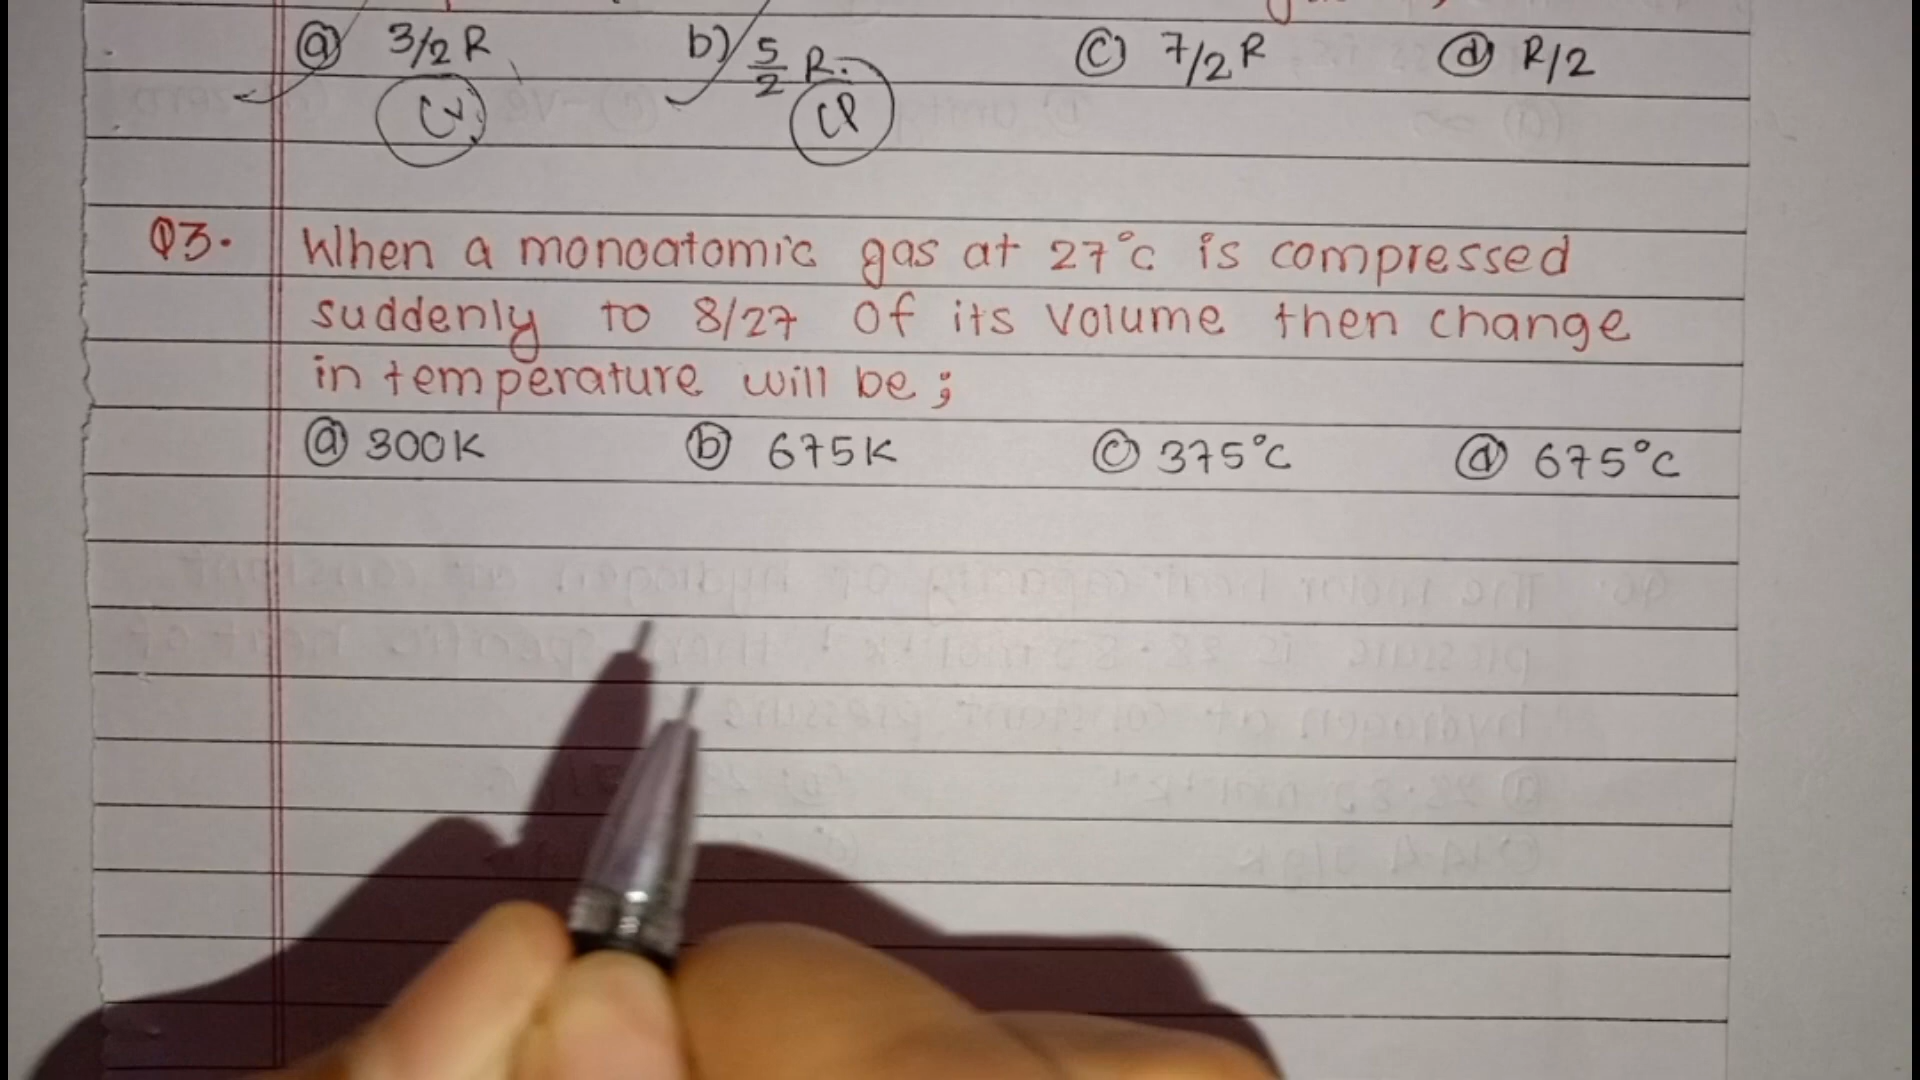 ⓐ 3/2 R b) 5/2 R. ⓒ 7/2 R ⓓ R/2
Cv CP
Q3. When a monoatomic gas at 27°c is compressed
suddenly to 8/27 of its volume then change
in temperature will be ;
ⓐ 300K ⓑ 675K ⓒ 375°C ⓓ 675°C